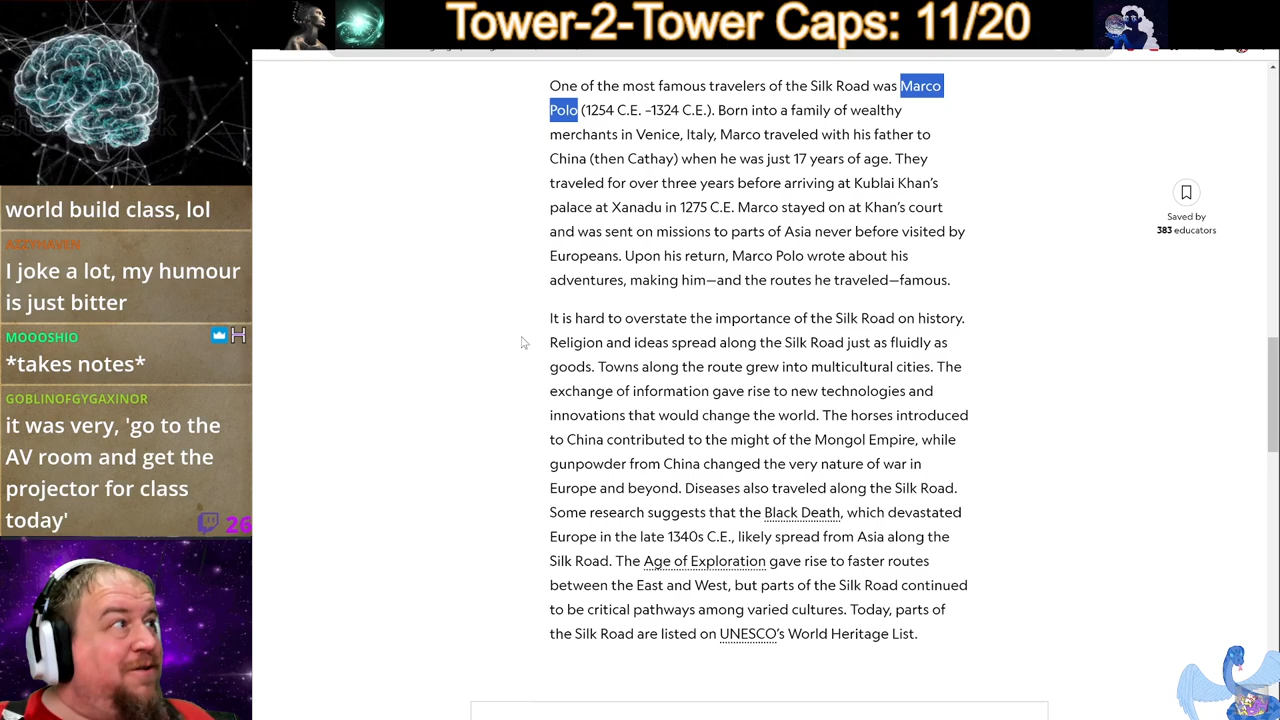 Tower-2-Tower Caps: 11/20
world build class, lol
ASZYHAVEN
I joke a lot, my humour
is just bitter
MOOOSHIO
*takes notes*
GOBLINOFGYGAXINOR
it was very, 'go to the
AV room and get the
projector for class
today'
26
One of the most famous travelers of the Silk Road was Marco
Polo (1254 C.E. –1324 C.E.). Born into a family of wealthy
merchants in Venice, Italy, Marco traveled with his father to
China (then Cathay) when he was just 17 years of age. They
traveled for over three years before arriving at Kublai Khan's
palace at Xanadu in 1275 C.E. Marco stayed on at Khan's court
and was sent on missions to parts of Asia never before visited by
Europeans. Upon his return, Marco Polo wrote about his
adventures, making him—and the routes he traveled—famous.
It is hard to overstate the importance of the Silk Road on history.
Religion and ideas spread along the Silk Road just as fluidly as
goods. Towns along the route grew into multicultural cities. The
exchange of information gave rise to new technologies and
innovations that would change the world. The horses introduced
to China contributed to the might of the Mongol Empire, while
gunpowder from China changed the very nature of war in
Europe and beyond. Diseases also traveled along the Silk Road.
Some research suggests that the Black Death, which devastated
Europe in the late 1340s C.E., likely spread from Asia along the
Silk Road. The Age of Exploration gave rise to faster routes
between the East and West, but parts of the Silk Road continued
to be critical pathways among varied cultures. Today, parts of
the Silk Road are listed on UNESCO's World Heritage List.
Saved by
383 educators